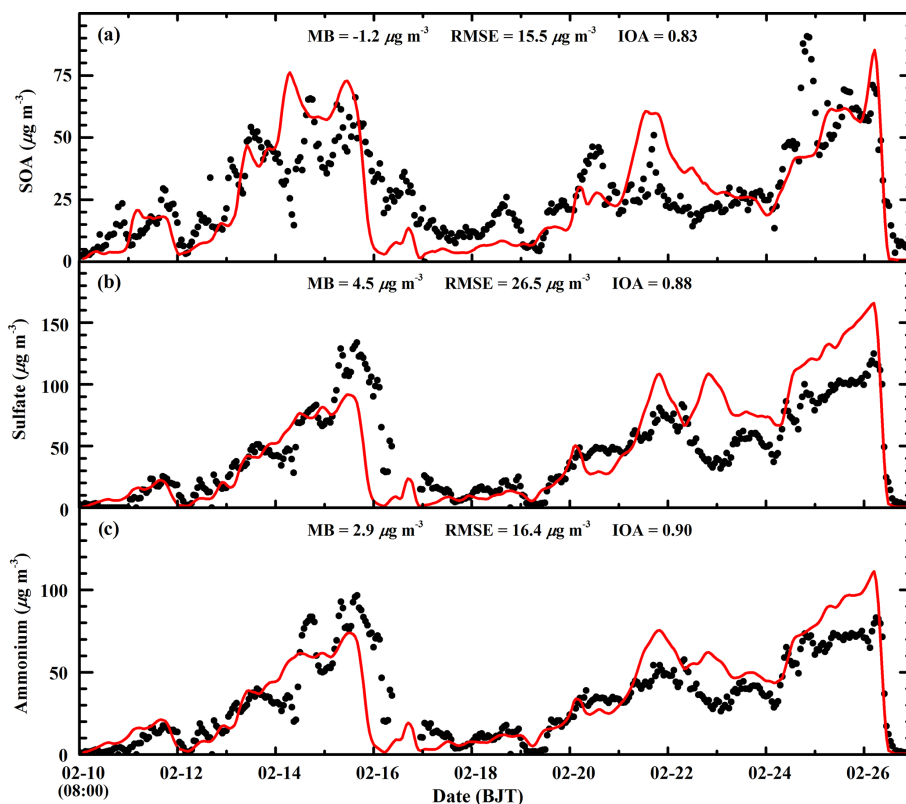 (a)
MB = -1.2 μg m⁻³ RMSE = 15.5 μg m⁻³ IOA = 0.83
SOA (μg m⁻³)
75
50
25
0
(b)
MB = 4.5 μg m⁻³ RMSE = 26.5 μg m⁻³ IOA = 0.88
Sulfate (μg m⁻³)
150
100
50
0
(c)
MB = 2.9 μg m⁻³ RMSE = 16.4 μg m⁻³ IOA = 0.90
Ammonium (μg m⁻³)
100
50
0
02-10 02-12 02-14 02-16 02-18 02-20 02-22 02-24 02-26
(08:00)
Date (BJT)